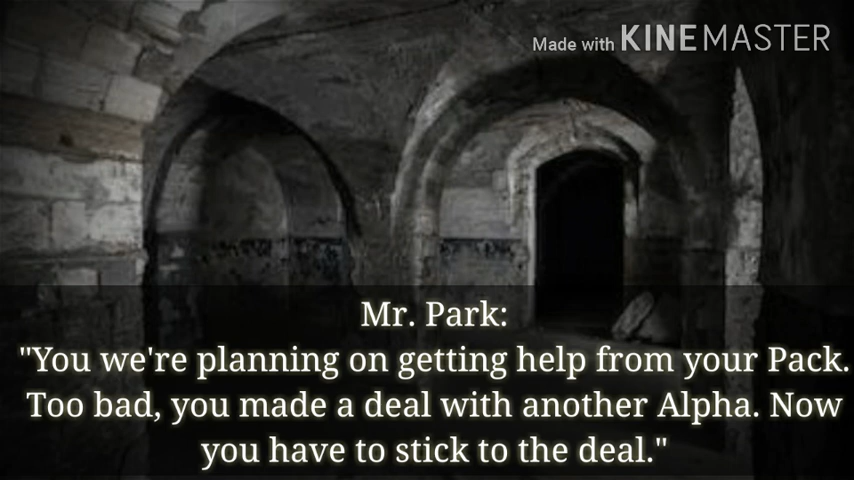 Made with KINEMASTER
Mr. Park:
"You we're planning on getting help from your Pack.
Too bad, you made a deal with another Alpha. Now
you have to stick to the deal."